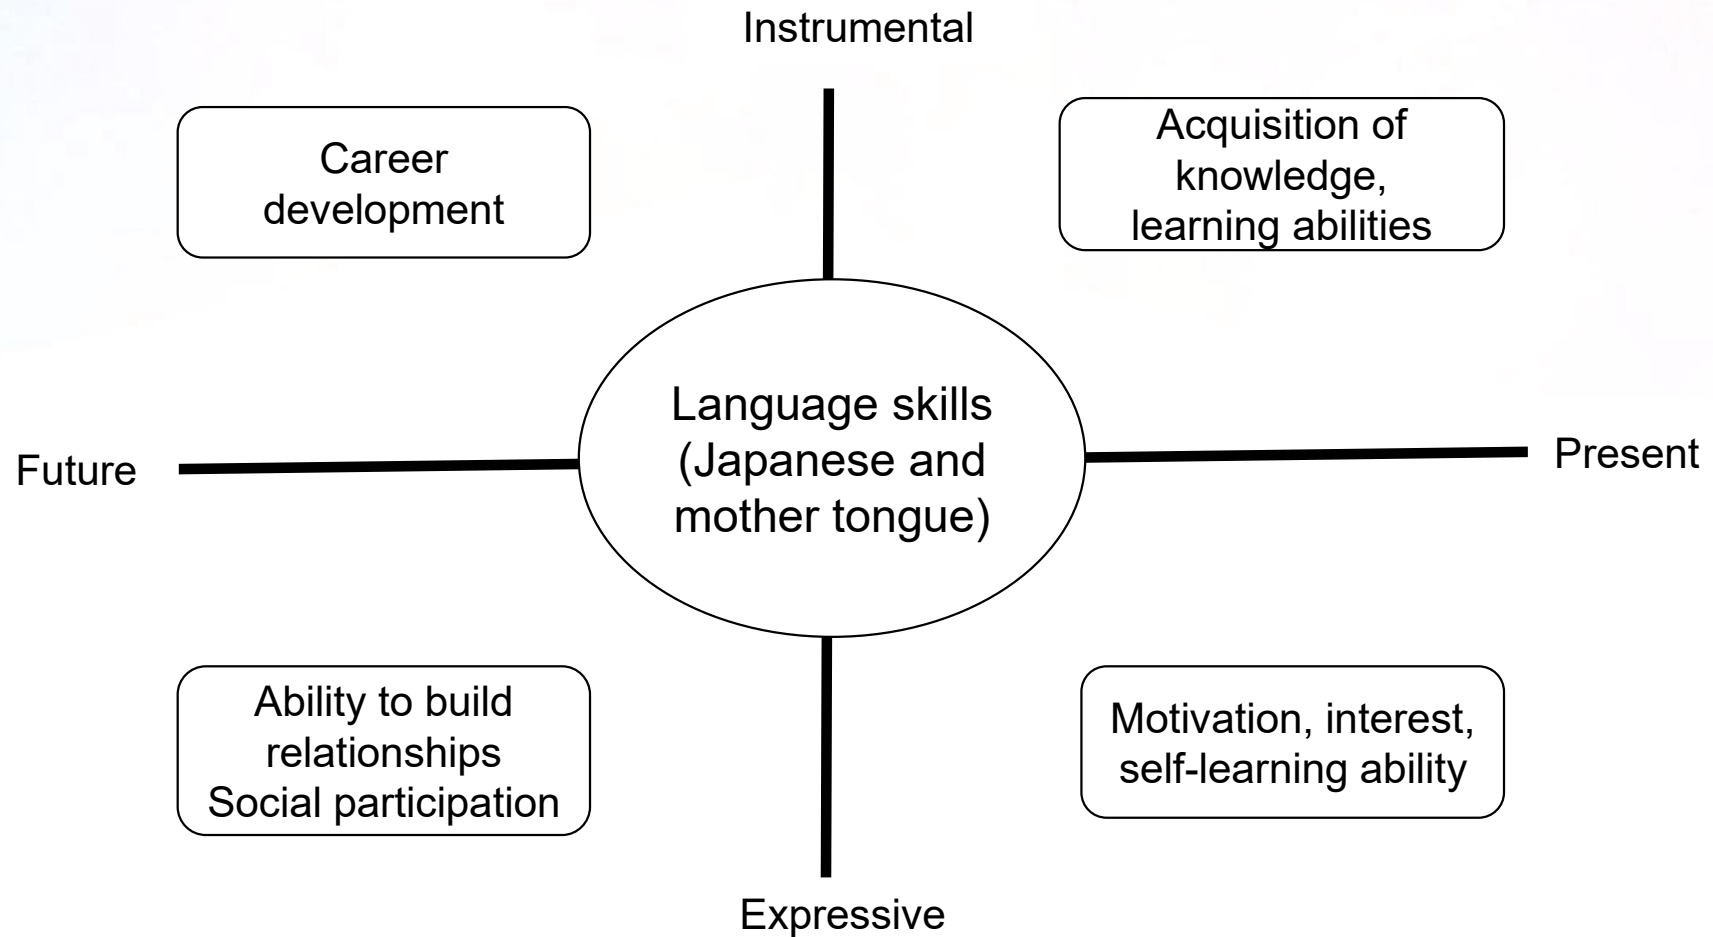 Instrumental
Career
development
Acquisition of
knowledge,
learning abilities
Language skills
(Japanese and
mother tongue)
Future
Present
Ability to build
relationships
Social participation
Motivation, interest,
self-learning ability
Expressive